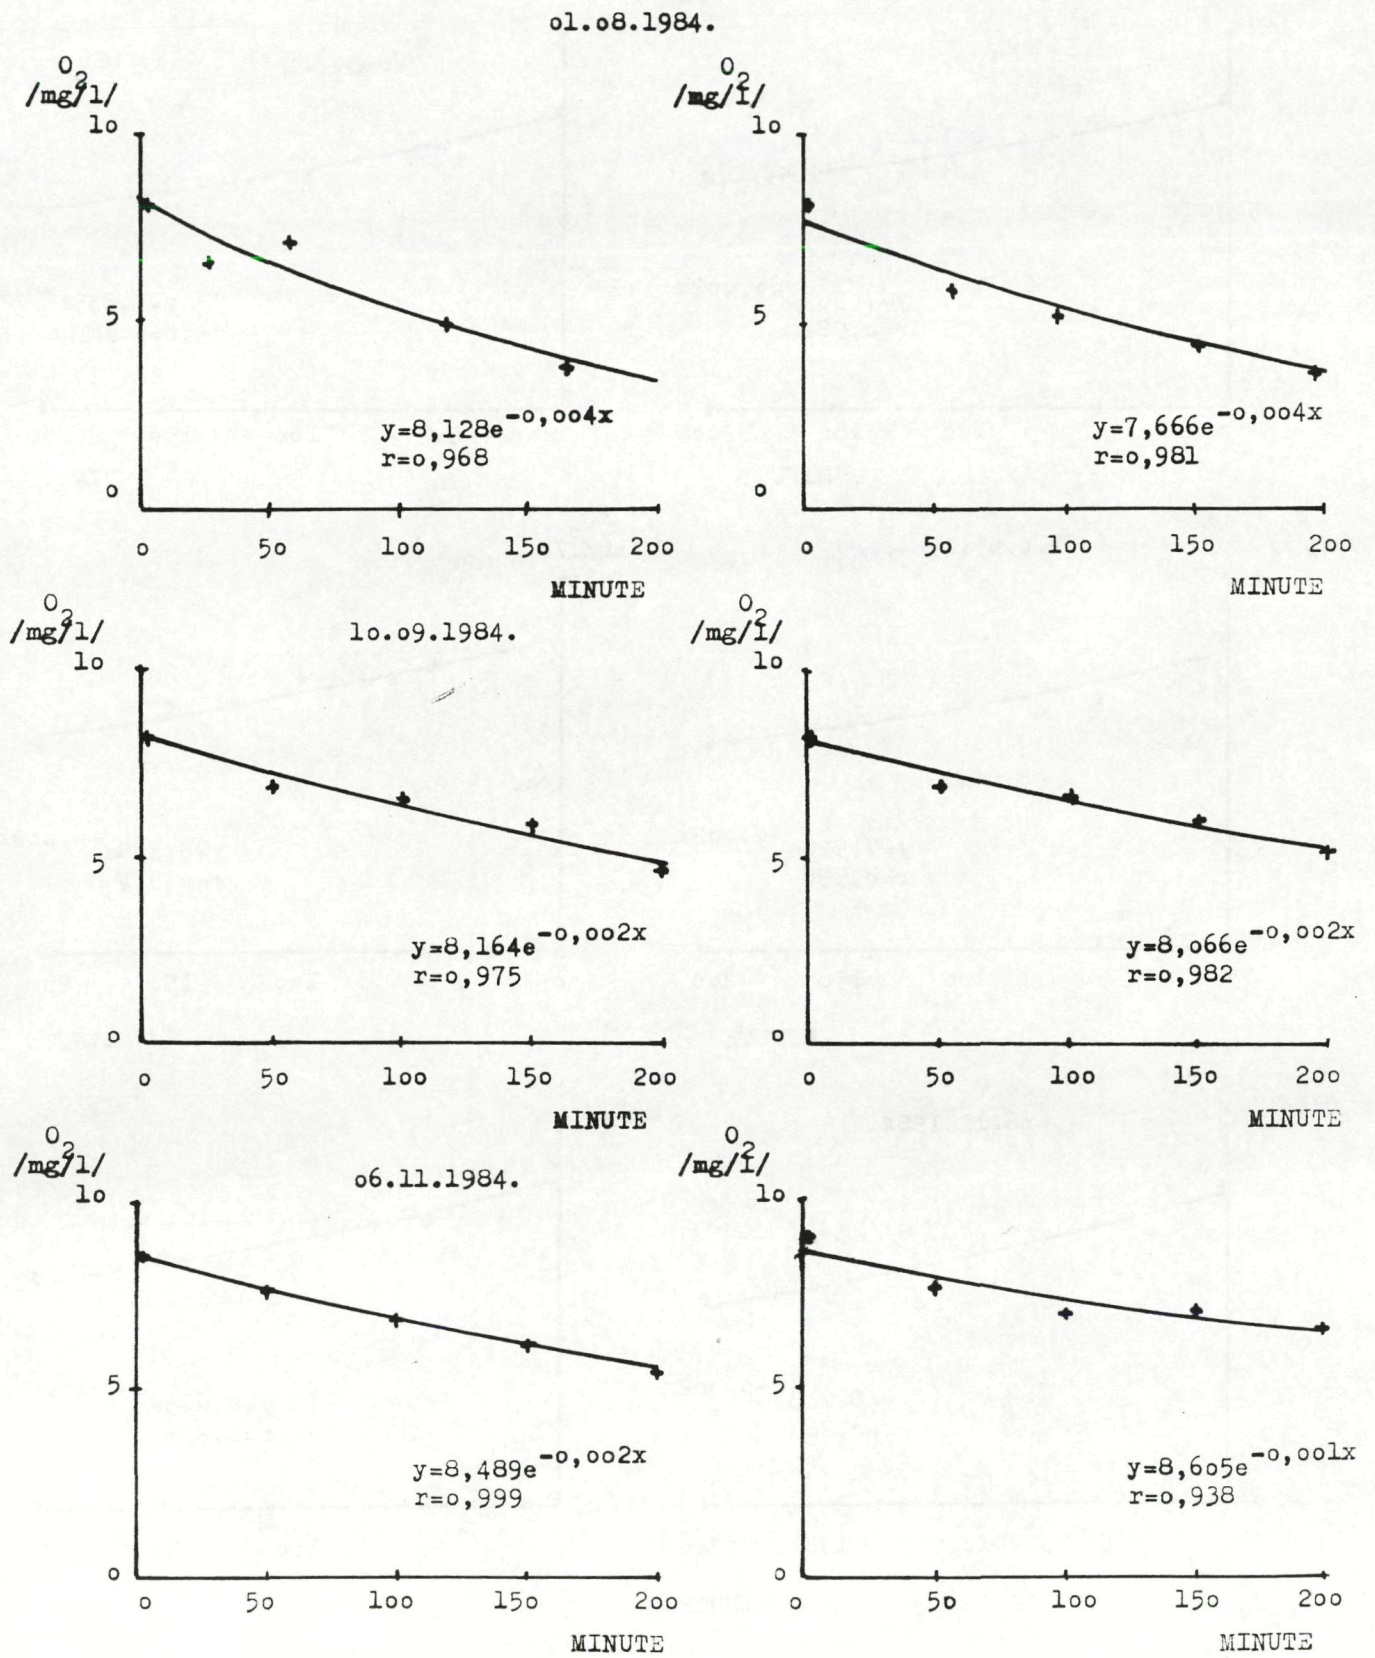 o1.o8.1984.
O2
/mg/l/
1o
5
o
y=8,128e-o,oo4x
r=o,968
o 5o 1oo 15o 2oo
MINUTE
O2
/mg/l/
1o
5
o
y=7,666e-o,oo4x
r=o,981
o 5o 1oo 15o 2oo
MINUTE
O2
/mg/l/
1o.o9.1984.
1o
5
o
y=8,164e-o,oo2x
r=o,975
o 5o 1oo 15o 2oo
MINUTE
O2
/mg/l/
1o
5
o
y=8,o66e-o,oo2x
r=o,982
o 5o 1oo 15o 2oo
MINUTE
O2
/mg/l/
o6.11.1984.
1o
5
o
y=8,489e-o,oo2x
r=o,999
o 5o 1oo 15o 2oo
MINUTE
O2
/mg/l/
1o
5
o
y=8,6o5e-o,oo1x
r=o,938
o 5o 1oo 15o 2oo
MINUTE